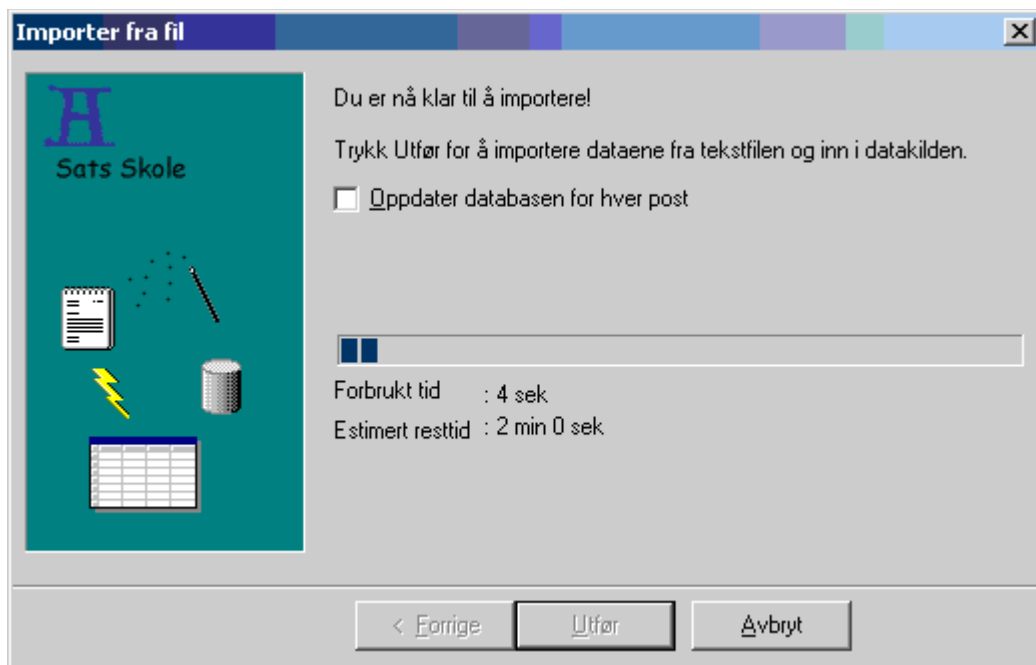 Importer fra fil
A
Sats Skole
Du er nå klar til å importere!
Trykk Utfør for å importere dataene fra tekstfilen og inn i datakilden.
Oppdater databasen for hver post
Forbrukt tid : 4 sek
Estimert resttid : 2 min 0 sek
< Forrige
Utfør
Avbryt